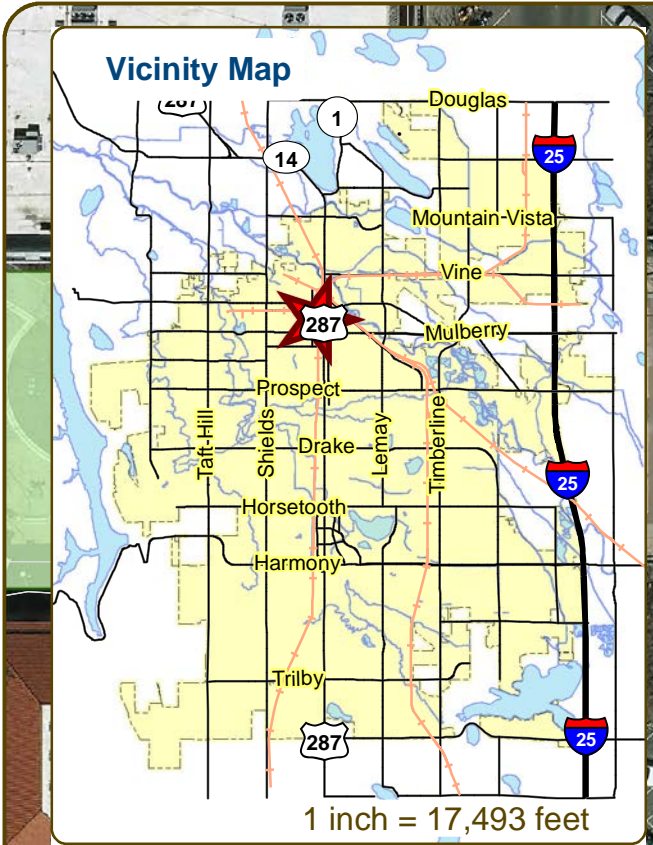 Vicinity Map
287
Douglas
1
14
25
Mountain-Vista
Vine
287
Mulberry
Prospect
Taft-Hill
Shields
Drake
Lemay
Timberline
25
Horsetooth
Harmony
Trilby
287
25
1 inch = 17,493 feet